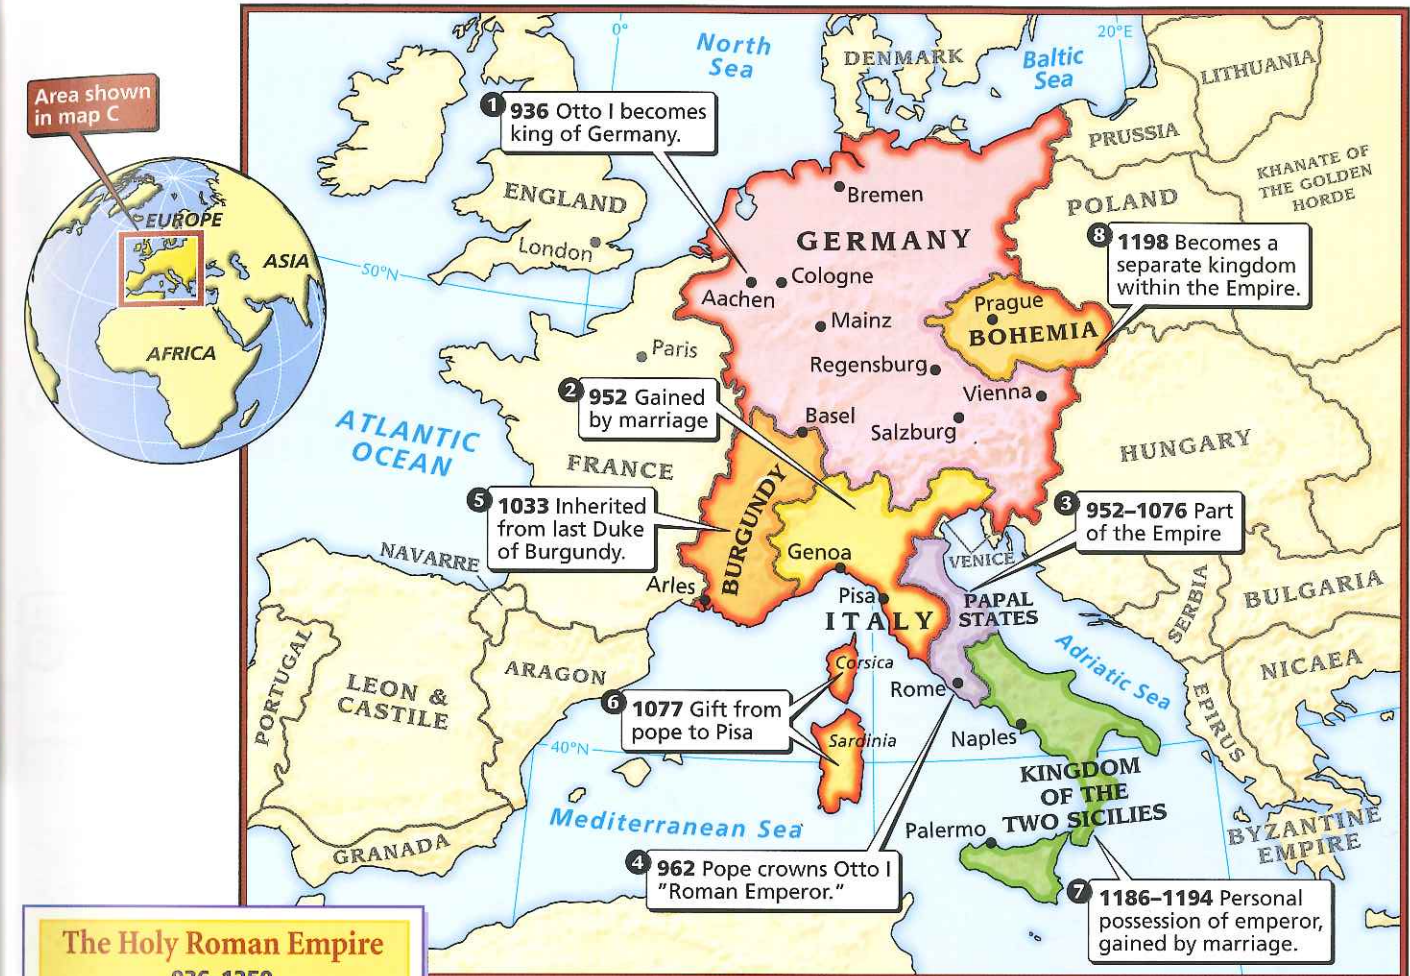 Area shown
in map C
EUROPE
ASIA
AFRICA
0°
20°E
North
Sea
DENMARK
Baltic
Sea
LITHUANIA
1 936 Otto I becomes
king of Germany.
PRUSSIA
KHANATE OF
THE GOLDEN
HORDE
ENGLAND
London
Bremen
POLAND
GERMANY
8 1198 Becomes a
separate kingdom
within the Empire.
50°N
Cologne
Aachen
Prague
BOHEMIA
Mainz
Paris
Regensburg
2 952 Gained
by marriage
Vienna
Basel
Salzburg
ATLANTIC
OCEAN
FRANCE
HUNGARY
5 1033 Inherited
from last Duke
of Burgundy.
BURGUNDY
3 952–1076 Part
of the Empire
Genoa
VENICE
NAVARRE
Arles
Pisa
ITALY
PAPAL
STATES
SERBIA
BULGARIA
PORTUGAL
LEON &
CASTILE
ARAGON
Corsica
Adriatic Sea
NICAEA
Rome
6 1077 Gift from
pope to Pisa
Sardinia
EPIRUS
40°N
Naples
KINGDOM
OF THE
TWO SICILIES
Mediterranean Sea
Palermo
BYZANTINE
EMPIRE
GRANADA
4 962 Pope crowns Otto I
"Roman Emperor."
7 1186–1194 Personal
possession of emperor,
gained by marriage.
The Holy Roman Empire
936–1250